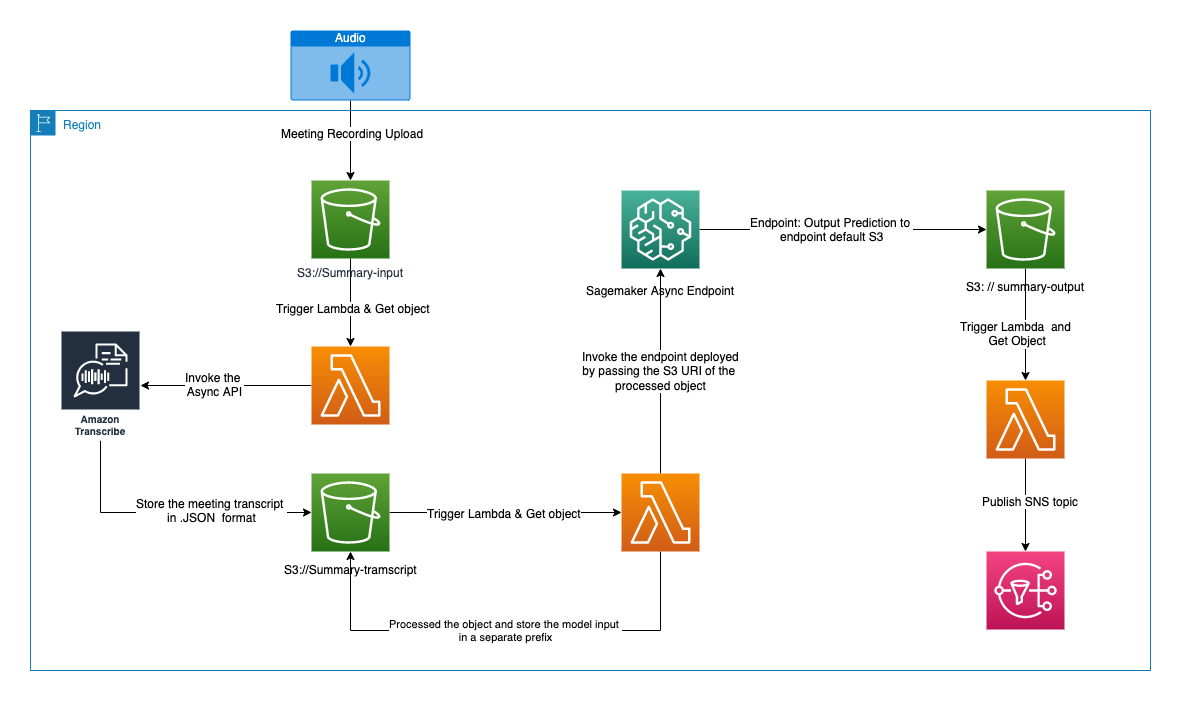 Audio
Region
Meeting Recording Upload
S3://Summary-input
Trigger Lambda & Get object
Invoke the
Async API
Amazon
Transcribe
Store the meeting transcript
in .JSON format
S3://Summary-tramscript
Trigger Lambda & Get object
Processed the object and store the model input
in a separate prefix
Invoke the endpoint deployed
by passing the S3 URI of the
processed object
Sagemaker Async Endpoint
Endpoint: Output Prediction to
endpoint default S3
S3: // summary-output
Trigger Lambda and
Get Object
Publish SNS topic